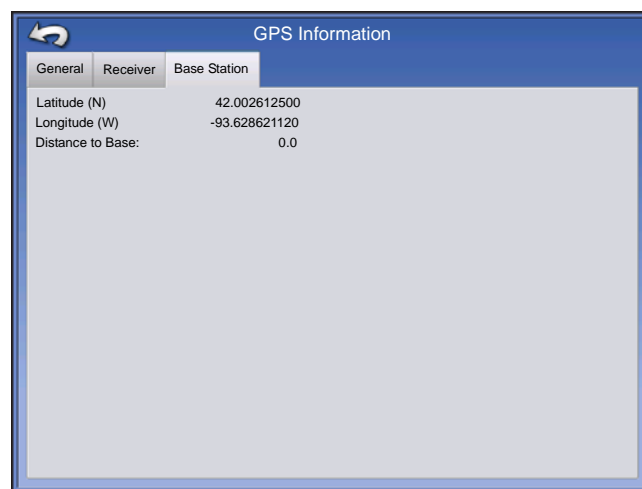 GPS Information
General Receiver Base Station
Latitude (N) 42.002612500
Longitude (W) -93.628621120
Distance to Base: 0.0